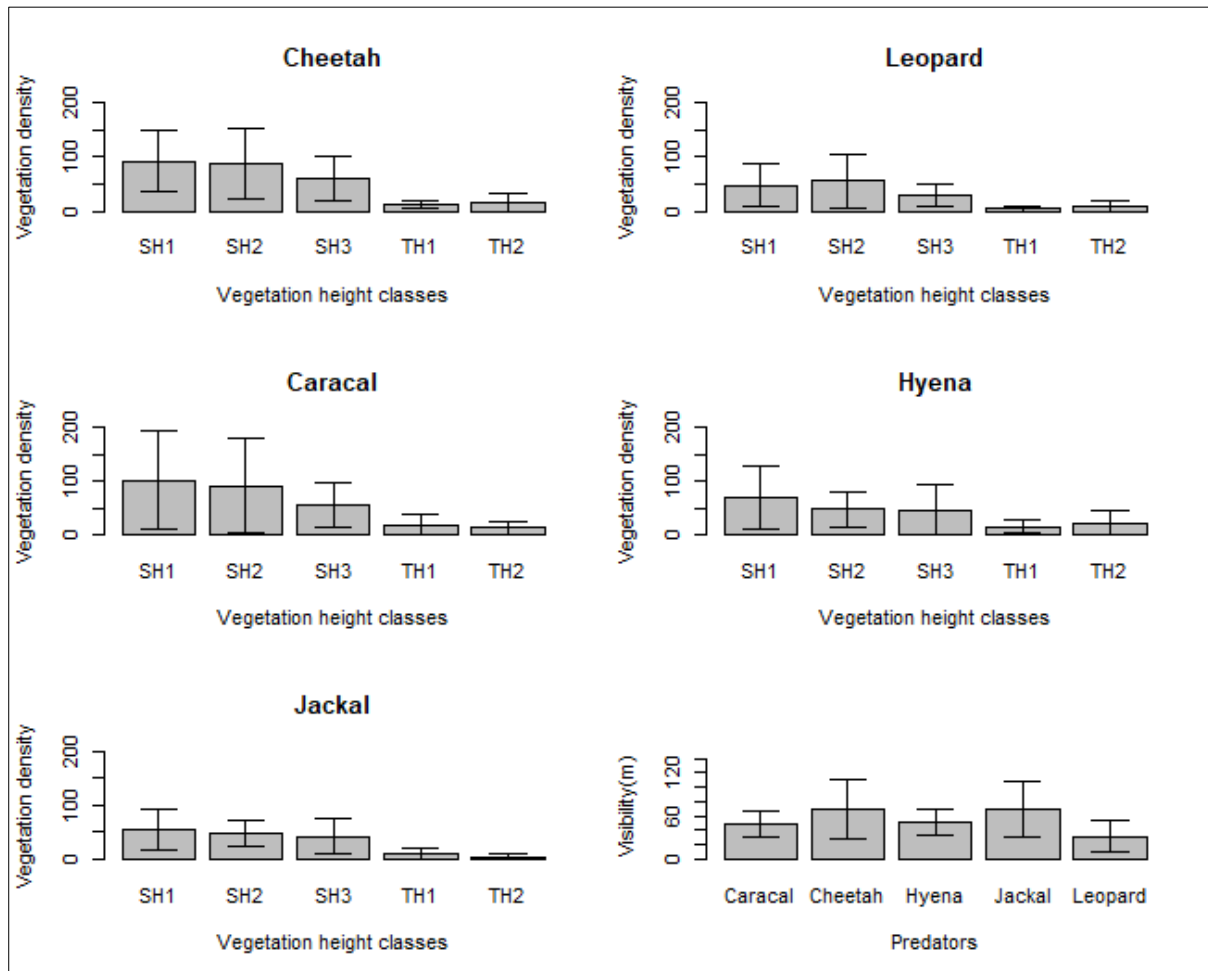 Cheetah
Vegetation density
200
100
0
SH1 SH2 SH3 TH1 TH2
Vegetation height classes
Leopard
Vegetation density
200
100
0
SH1 SH2 SH3 TH1 TH2
Vegetation height classes
Caracal
Vegetation density
200
100
0
SH1 SH2 SH3 TH1 TH2
Vegetation height classes
Hyena
Vegetation density
200
100
0
SH1 SH2 SH3 TH1 TH2
Vegetation height classes
Jackal
Vegetation density
200
100
0
SH1 SH2 SH3 TH1 TH2
Vegetation height classes
Visibility(m)
120
60
0
Caracal Cheetah Hyena Jackal Leopard
Predators